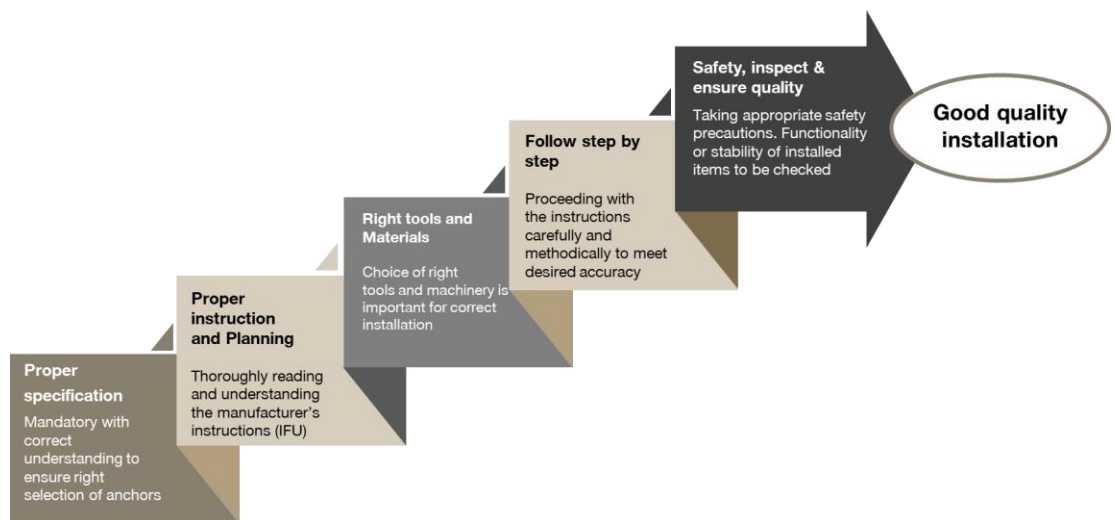 Proper
specification
Mandatory with
correct
understanding to
ensure right
selection of anchors
Proper
instruction
and Planning
Thoroughly reading
and understanding
the manufacturer's
instructions (IFU)
Right tools and
Materials
Choice of right
tools and machinery is
important for correct
installation
Follow step by
step
Proceeding with
the instructions
carefully and
methodically to meet
desired accuracy
Safety, inspect &
ensure quality
Taking appropriate safety
precautions. Functionality
or stability of installed
items to be checked
Good quality
installation